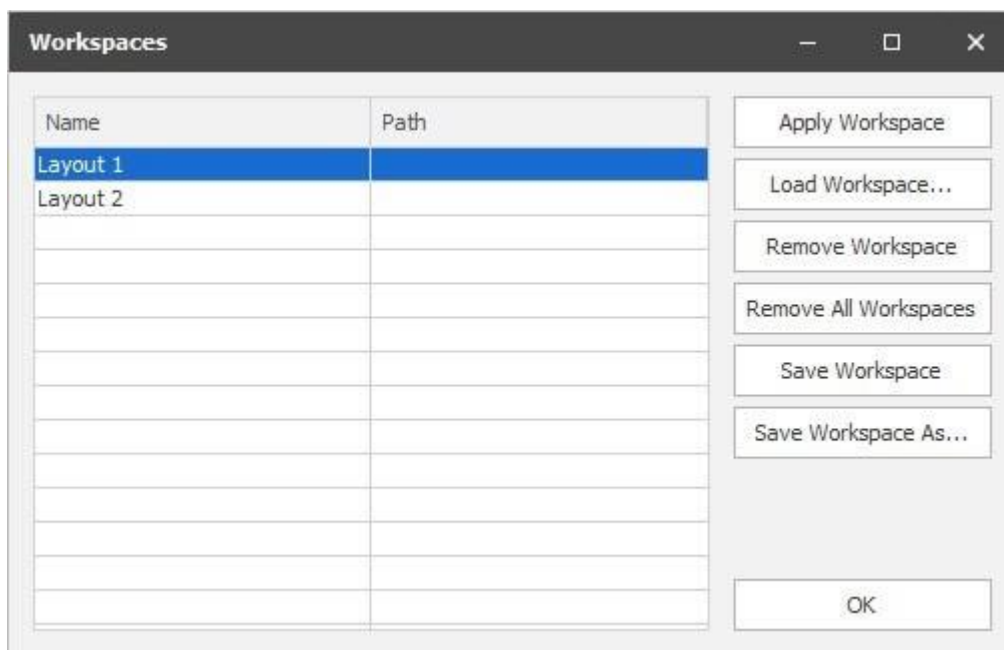 Workspaces
Name Path
Layout 1
Layout 2
Apply Workspace
Load Workspace...
Remove Workspace
Remove All Workspaces
Save Workspace
Save Workspace As...
OK